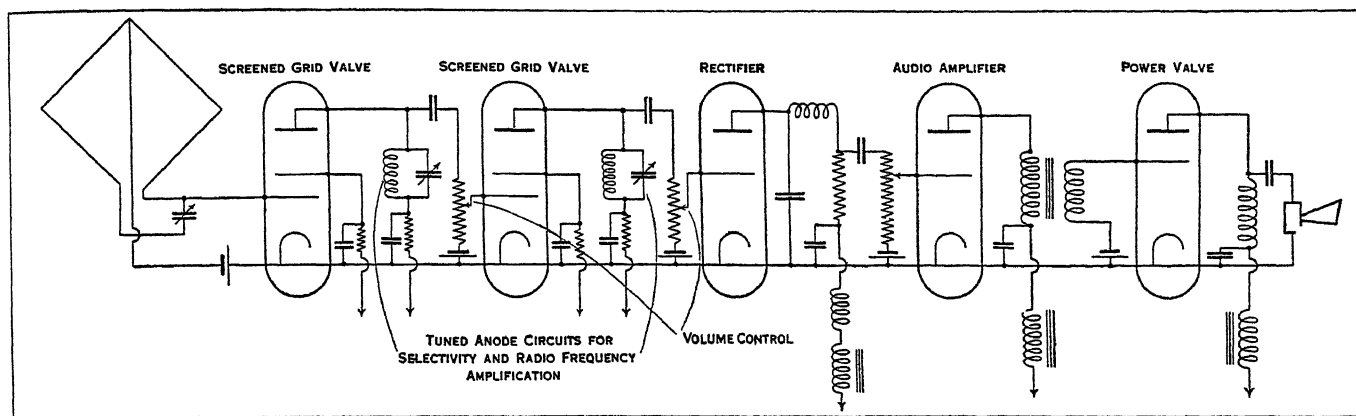 SCREENED GRID VALVE
SCREENED GRID VALVE
RECTIFIER
AUDIO AMPLIFIER
POWER VALVE
TUNED ANODE CIRCUITS FOR
SELECTIVITY AND RADIO FREQUENCY
AMPLIFICATION
VOLUME CONTROL